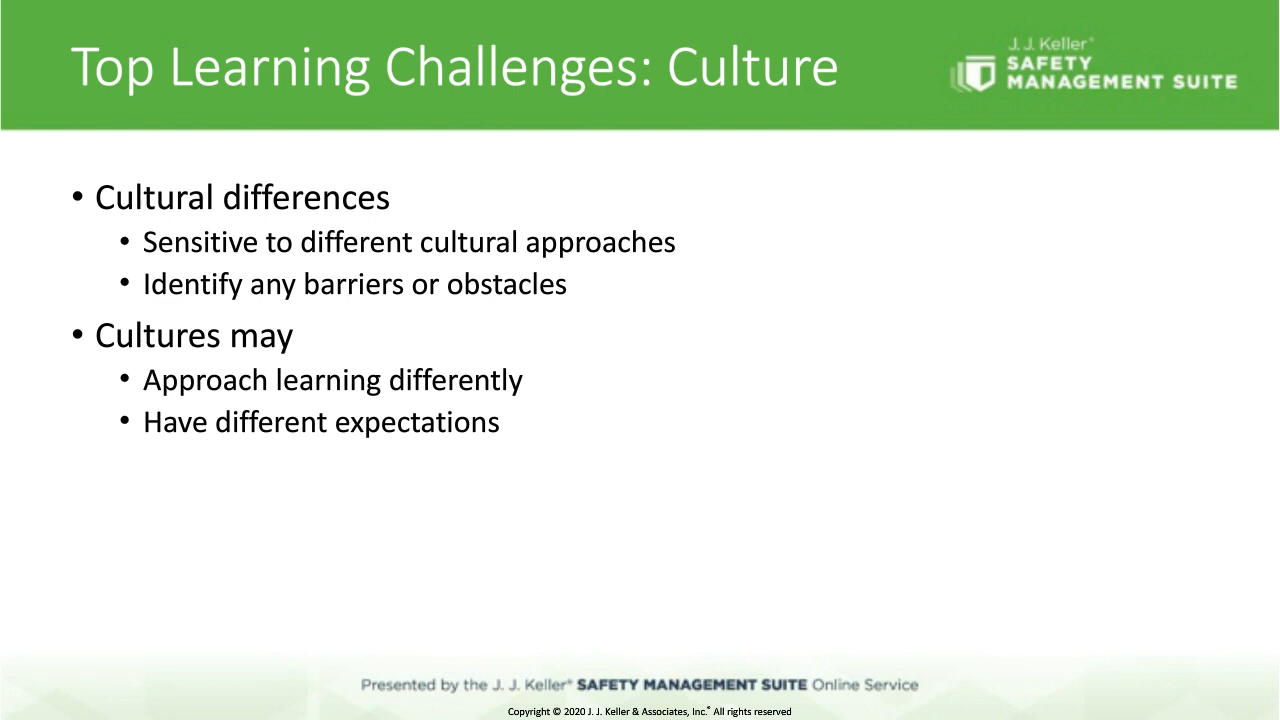 Top Learning Challenges: Culture
J. J. Keller®
SAFETY
MANAGEMENT SUITE
• Cultural differences
• Sensitive to different cultural approaches
• Identify any barriers or obstacles
• Cultures may
• Approach learning differently
• Have different expectations
Presented by the J. J. Keller® SAFETY MANAGEMENT SUITE Online Service
Copyright © 2020 J. J. Keller & Associates, Inc.® All rights reserved